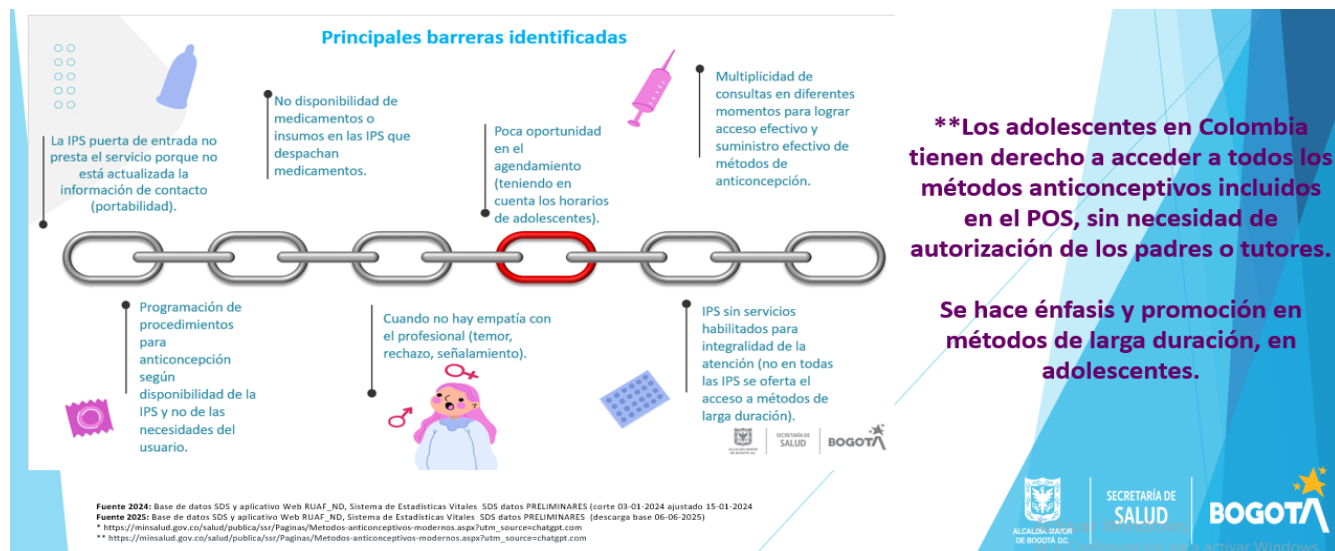 Principales barreras identificadas
La IPS puerta de entrada no
presta el servicio porque no
está actualizada la
información de contacto
(portabilidad).
No disponibilidad de
medicamentos o
insumos en las IPS que
despachan
medicamentos.
Poca oportunidad
en el
agendamiento
(teniendo en
cuenta los horarios
de adolescentes).
Multiplicidad de
consultas en diferentes
momentos para lograr
acceso efectivo y
suministro efectivo de
métodos de
anticoncepción.
Programación de
procedimientos
para
anticoncepción
según
disponibilidad de la
IPS y no de las
necesidades del
usuario.
Cuando no hay empatía con
el profesional (temor,
rechazo, señalamiento).
IPS sin servicios
habilitados para
integralidad de la
atención (no en todas
las IPS se oferta el
acceso a métodos de
larga duración).
ALCALDÍA MAYOR
DE BOGOTÁ D.C.
SECRETARÍA DE
SALUD
BOGOTÁ
**Los adolescentes en Colombia
tienen derecho a acceder a todos los
métodos anticonceptivos incluidos
en el POS, sin necesidad de
autorización de los padres o tutores.
Se hace énfasis y promoción en
métodos de larga duración, en
adolescentes.
Fuente 2024: Base de datos SDS y aplicativo Web RUAF_ND, Sistema de Estadísticas Vitales SDS datos PRELIMINARES (corte 03-01-2024 ajustado 15-01-2024
Fuente 2025: Base de datos SDS y aplicativo Web RUAF_ND, Sistema de Estadísticas Vitales SDS datos PRELIMINARES (descarga base 06-06-2025)
* https://minsalud.gov.co/salud/publica/ssr/Paginas/Metodos-anticonceptivos-modernos.aspx?utm_source=chatgpt.com
** https://minsalud.gov.co/salud/publica/ssr/Paginas/Metodos-anticonceptivos-modernos.aspx?utm_source=chatgpt.com
ALCALDÍA MAYOR
DE BOGOTÁ D.C.
SECRETARÍA DE
SALUD
BOGOTÁ
Windows
activar Windows